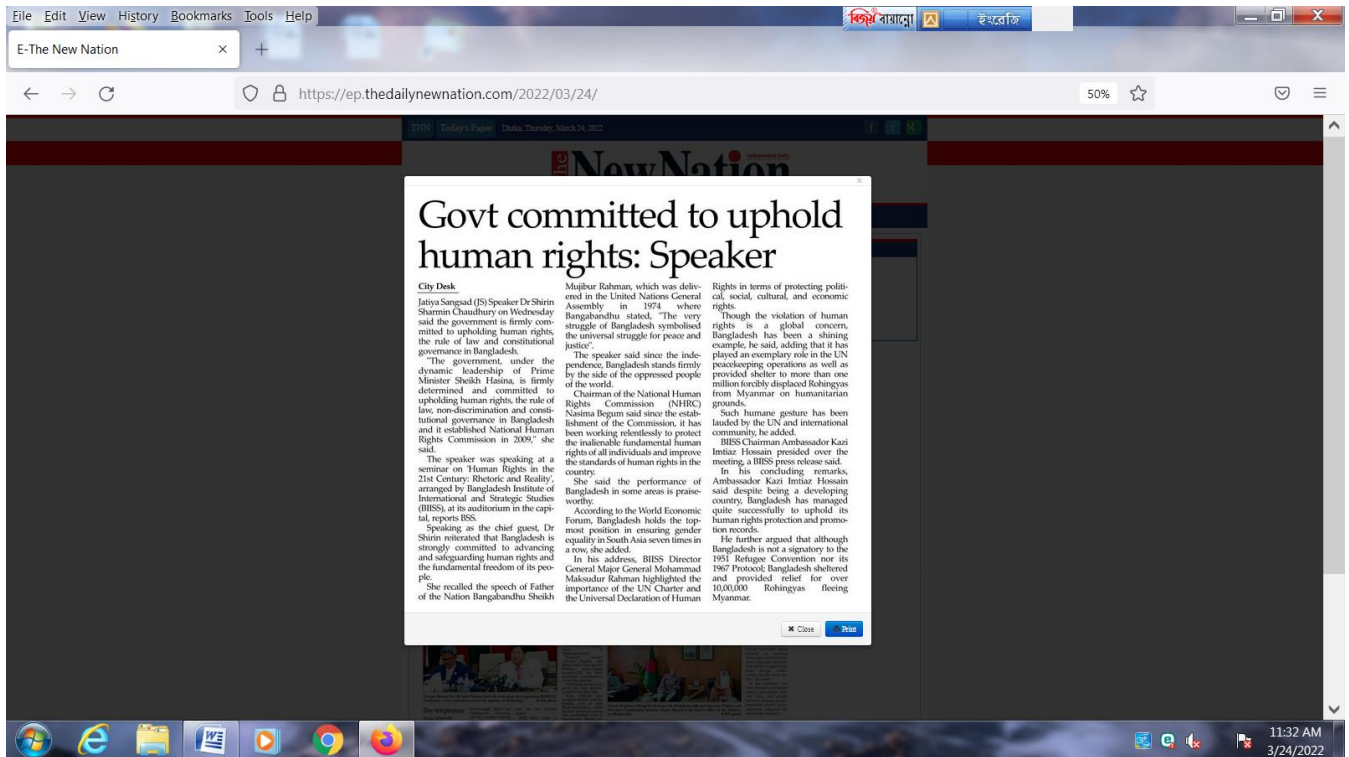 File Edit View History Bookmarks Tools Help
বিজয় বায়ান্নো ইংরেজি
E-The New Nation
https://ep.thedailynewnation.com/2022/03/24/
50%
TNN Today's Paper Dhaka, Thursday, March 24, 2022
The New Nation
Govt committed to uphold
human rights: Speaker
City Desk
Jatiya Sangsad (JS) Speaker Dr Shirin
Sharmin Chaudhury on Wednesday
said the government is firmly com-
mitted to upholding human rights,
the rule of law and constitutional
governance in Bangladesh.
"The government, under the
dynamic leadership of Prime
Minister Sheikh Hasina, is firmly
determined and committed to
upholding human rights, the rule of
law, non-discrimination and consti-
tutional governance in Bangladesh
and it established National Human
Rights Commission in 2009," she
said.
The speaker was speaking at a
seminar on 'Human Rights in the
21st Century: Rhetoric and Reality',
arranged by Bangladesh Institute of
International and Strategic Studies
(BIISS), at its auditorium in the capi-
tal, reports BSS.
Speaking as the chief guest, Dr
Shirin reiterated that Bangladesh is
strongly committed to advancing
and safeguarding human rights and
the fundamental freedom of its peo-
ple.
She recalled the speech of Father
of the Nation Bangabandhu Sheikh
Mujibur Rahman, which was deliv-
ered in the United Nations General
Assembly in 1974 where
Bangabandhu stated, "The very
struggle of Bangladesh symbolised
the universal struggle for peace and
justice".
The speaker said since the inde-
pendence, Bangladesh stands firmly
by the side of the oppressed people
of the world.
Chairman of the National Human
Rights Commission (NHRC)
Nasima Begum said since the estab-
lishment of the Commission, it has
been working relentlessly to protect
the inalienable fundamental human
rights of all individuals and improve
the standards of human rights in the
country.
She said the performance of
Bangladesh in some areas is praise-
worthy.
According to the World Economic
Forum, Bangladesh holds the top-
most position in ensuring gender
equality in South Asia seven times in
a row, she added.
In his address, BIISS Director
General Major General Mohammad
Maksudur Rahman highlighted the
importance of the UN Charter and
the Universal Declaration of Human
Rights in terms of protecting politi-
cal, social, cultural, and economic
rights.
Though the violation of human
rights is a global concern,
Bangladesh has been a shining
example, he said, adding that it has
played an exemplary role in the UN
peacekeeping operations as well as
provided shelter to more than one
million forcibly displaced Rohingyas
from Myanmar on humanitarian
grounds.
Such humane gesture has been
lauded by the UN and international
community, he added.
BIISS Chairman Ambassador Kazi
Imtiaz Hossain presided over the
meeting, a BIISS press release said.
In his concluding remarks,
Ambassador Kazi Imtiaz Hossain
said despite being a developing
country, Bangladesh has managed
quite successfully to uphold its
human rights protection and promo-
tion records.
He further argued that although
Bangladesh is not a signatory to the
1951 Refugee Convention nor its
1967 Protocol; Bangladesh sheltered
and provided relief for over
10,00,000 Rohingyas fleeing
Myanmar.
Close Print
11:32 AM
3/24/2022